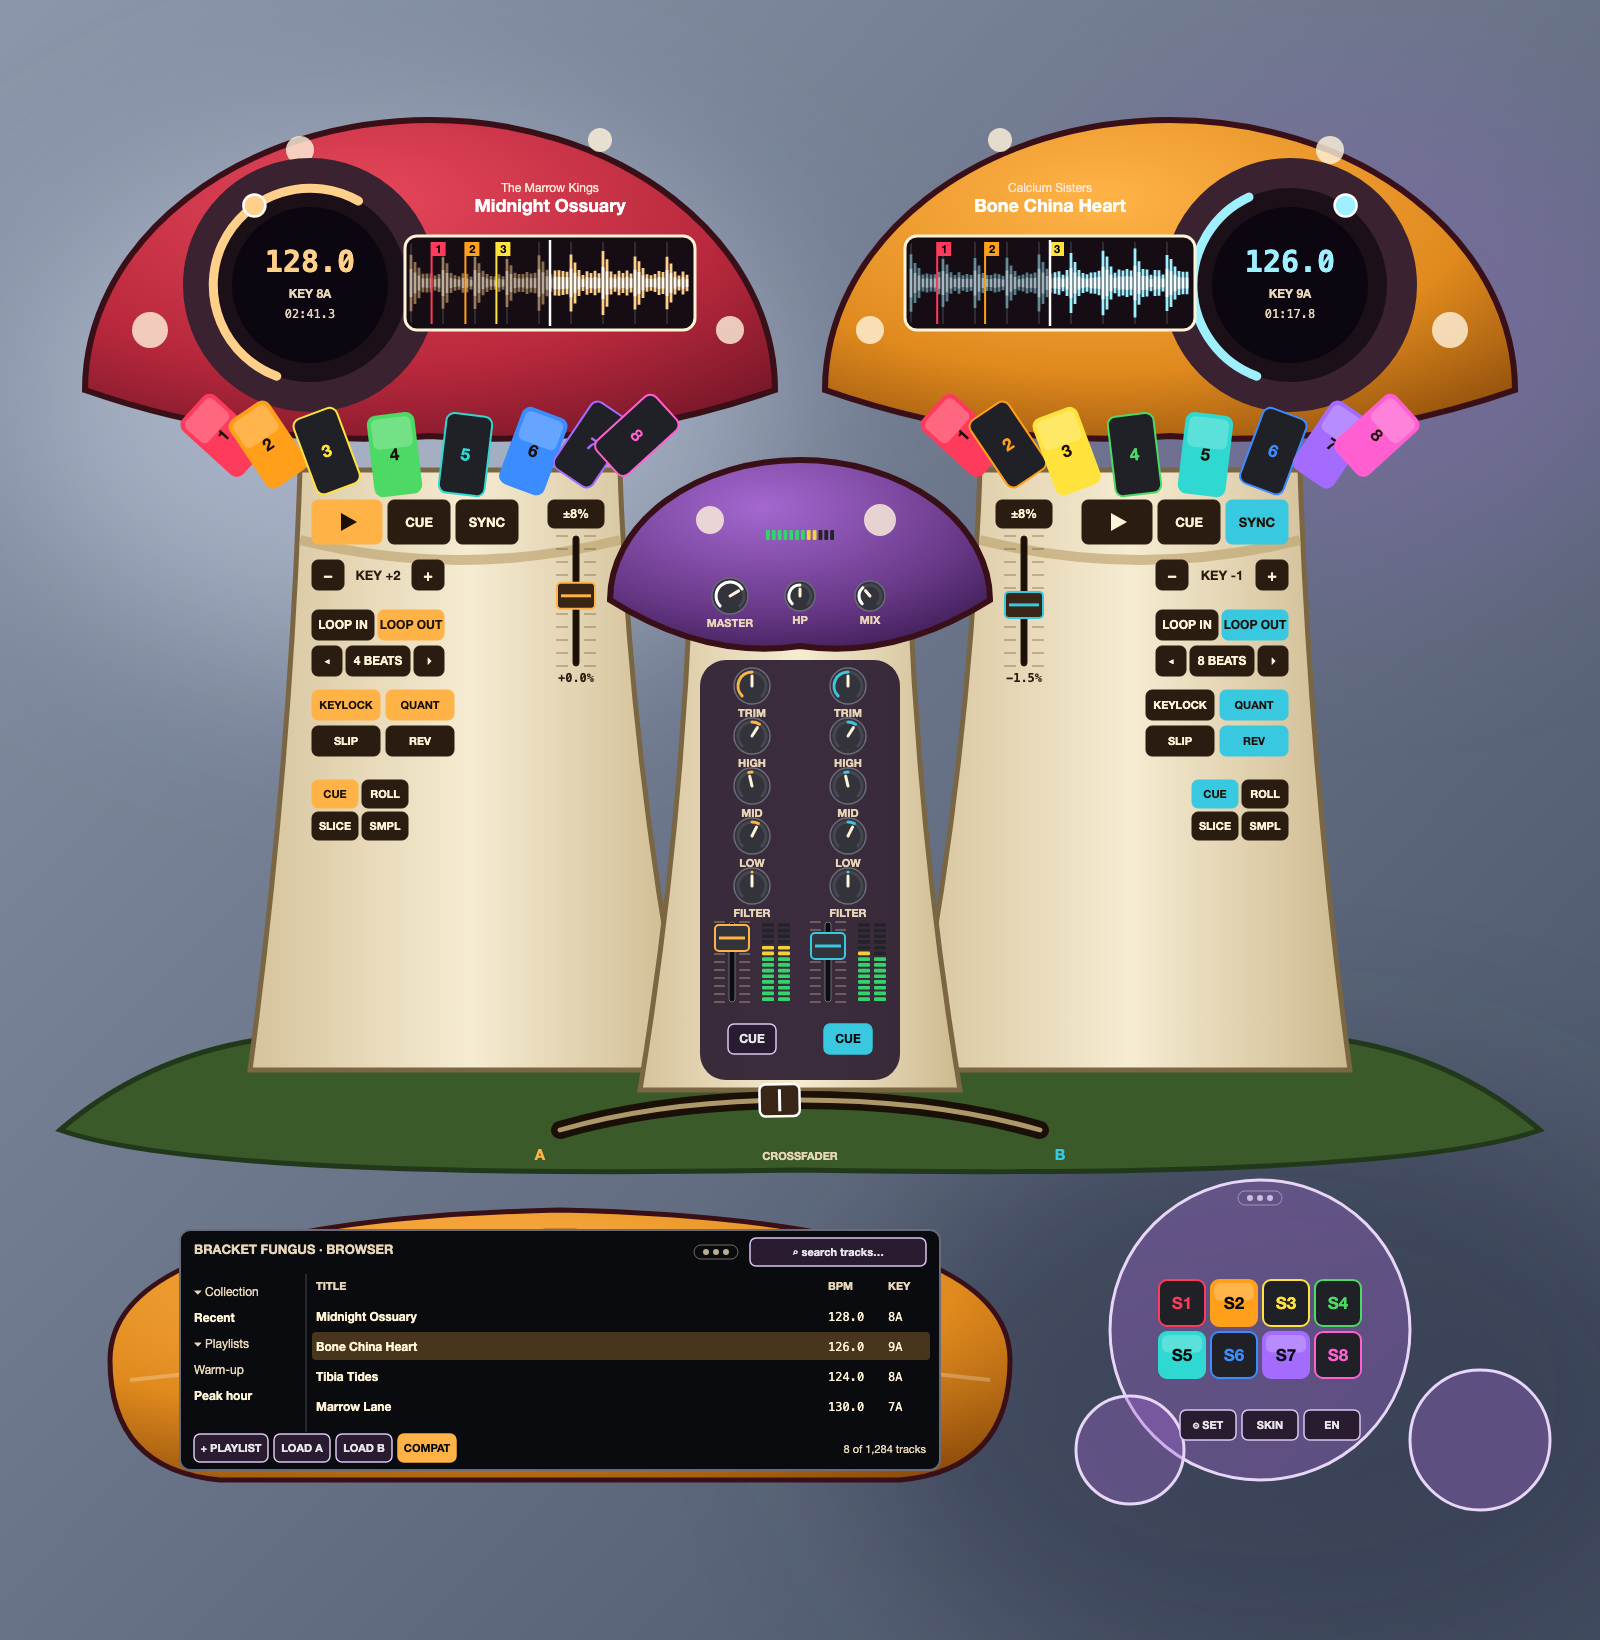 The Marrow Kings
Midnight Ossuary
128.0
KEY 8A
02:41.3
1 2 3
Calcium Sisters
Bone China Heart
1 2 3
126.0
KEY 9A
01:17.8
1 2 3 4 5 6 7 8
1 2 3 4 5 6 7 8
CUE SYNC ±8%
KEY +2
LOOP IN LOOP OUT
4 BEATS
+0.0%
KEYLOCK QUANT
SLIP REV
CUE ROLL
SLICE SMPL
MASTER HP MIX
TRIM TRIM
HIGH HIGH
MID MID
LOW LOW
FILTER FILTER
CUE CUE
±8% CUE SYNC
− KEY -1 +
LOOP IN LOOP OUT
8 BEATS
−1.5%
KEYLOCK QUANT
SLIP REV
CUE ROLL
SLICE SMPL
A CROSSFADER B
BRACKET FUNGUS · BROWSER
search tracks...
Collection
Recent
Playlists
Warm-up
Peak hour
TITLE BPM KEY
Midnight Ossuary 128.0 8A
Bone China Heart 126.0 9A
Tibia Tides 124.0 8A
Marrow Lane 130.0 7A
+ PLAYLIST LOAD A LOAD B COMPAT
8 of 1,284 tracks
S1 S2 S3 S4
S5 S6 S7 S8
⚙ SET SKIN EN